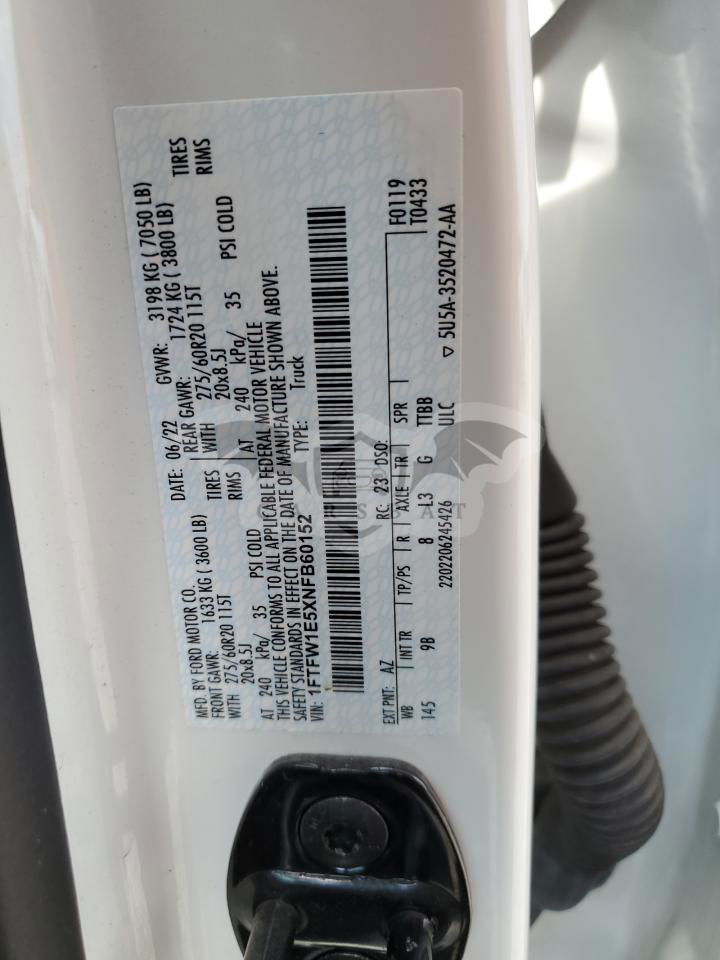 MFD. BY FORD MOTOR CO. DATE: 06/22 GVWR: 3198 KG ( 7050 LB)
FRONT GAWR: 1633 KG ( 3600 LB) REAR GAWR: 1724 KG ( 3800 LB)
WITH 275/60R20 115T TIRES WITH 275/60R20 115T TIRES
20x8.5J RIMS 20x8.5J RIMS
AT 240 kPa/ 35 PSI COLD AT 240 kPa/ 35 PSI COLD
THIS VEHICLE CONFORMS TO ALL APPLICABLE FEDERAL MOTOR VEHICLE
SAFETY STANDARDS IN EFFECT ON THE DATE OF MANUFACTURE SHOWN ABOVE.
VIN: 1FTFW1E5XNFB60152 TYPE: Truck
EXT PNT: AZ RC: 23 DSO: F0119
WB INT TR TP/PS R AXLE TR SPR T0433
145 9B 8 L3 G TTBB
2202206245426 ULC ▽ 5U5A-3520472-AA